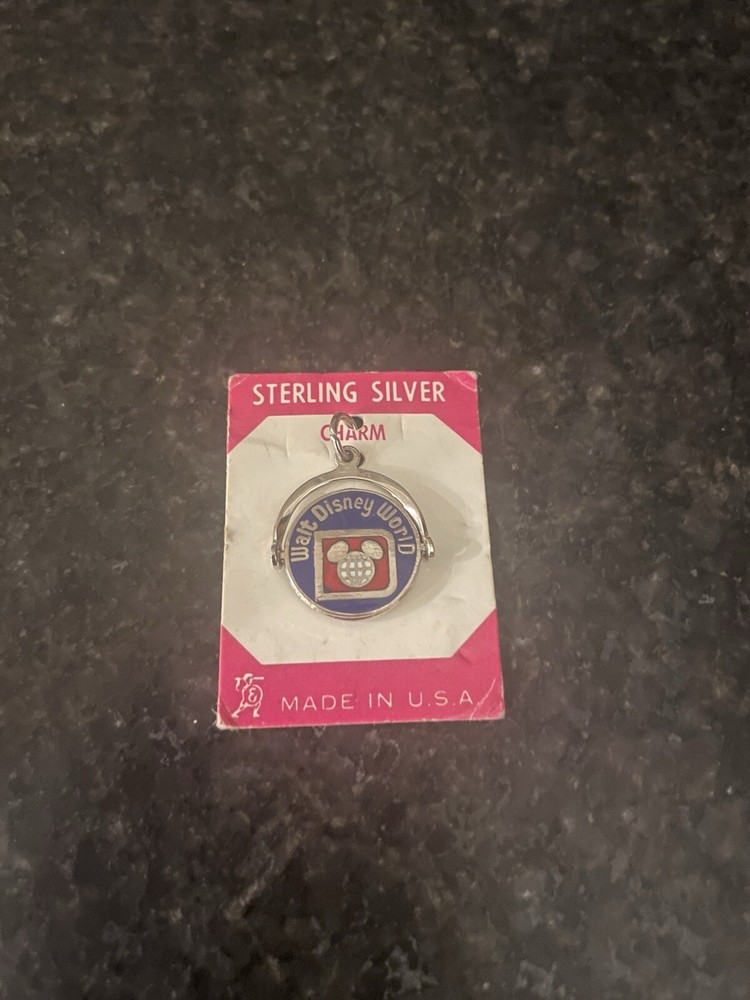 STERLING SILVER
CHARM
Walt Disney World
MADE IN U.S.A.